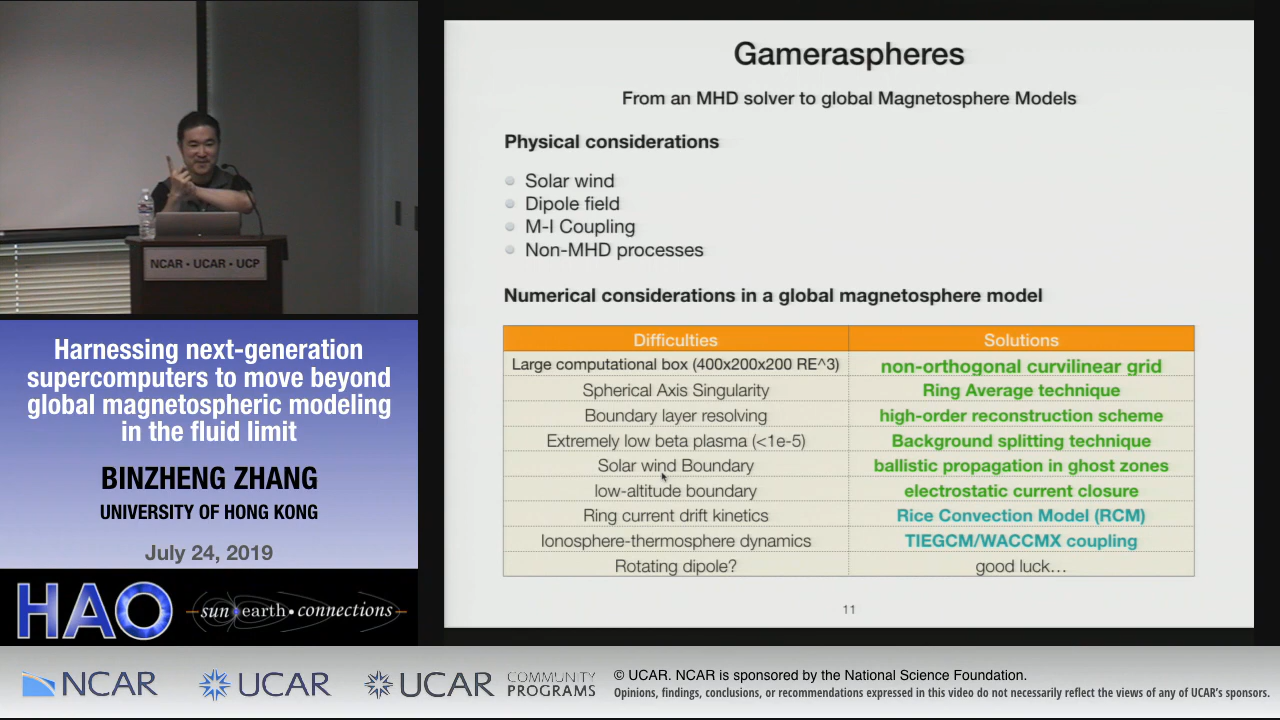 NCAR • UCAR • UCP
Harnessing next-generation
supercomputers to move beyond
global magnetospheric modeling
in the fluid limit
BINZHENG ZHANG
UNIVERSITY OF HONG KONG
July 24, 2019
HAO
sun•earth•connections
Gameraspheres
From an MHD solver to global Magnetosphere Models
Physical considerations
Solar wind
Dipole field
M-I Coupling
Non-MHD processes
Numerical considerations in a global magnetosphere model
Difficulties Solutions
Large computational box (400x200x200 RE^3) non-orthogonal curvilinear grid
Spherical Axis Singularity Ring Average technique
Boundary layer resolving high-order reconstruction scheme
Extremely low beta plasma (<1e-5) Background splitting technique
Solar wind Boundary ballistic propagation in ghost zones
low-altitude boundary electrostatic current closure
Ring current drift kinetics Rice Convection Model (RCM)
Ionosphere-thermosphere dynamics TIEGCM/WACCMX coupling
Rotating dipole? good luck…
11
NCAR
UCAR
UCAR COMMUNITY
PROGRAMS
© UCAR. NCAR is sponsored by the National Science Foundation.
Opinions, findings, conclusions, or recommendations expressed in this video do not necessarily reflect the views of any of UCAR's sponsors.